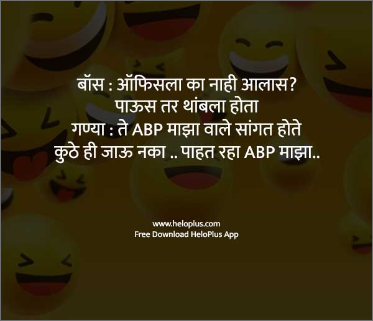 बॉस : ऑफिसला का नाही आलास?
पाऊस तर थांबला होता
गण्या : ते ABP माझा वाले सांगत होते
कुठे ही जाऊ नका .. पाहत रहा ABP माझा..
www.heloplus.com
Free Download HeloPlus App